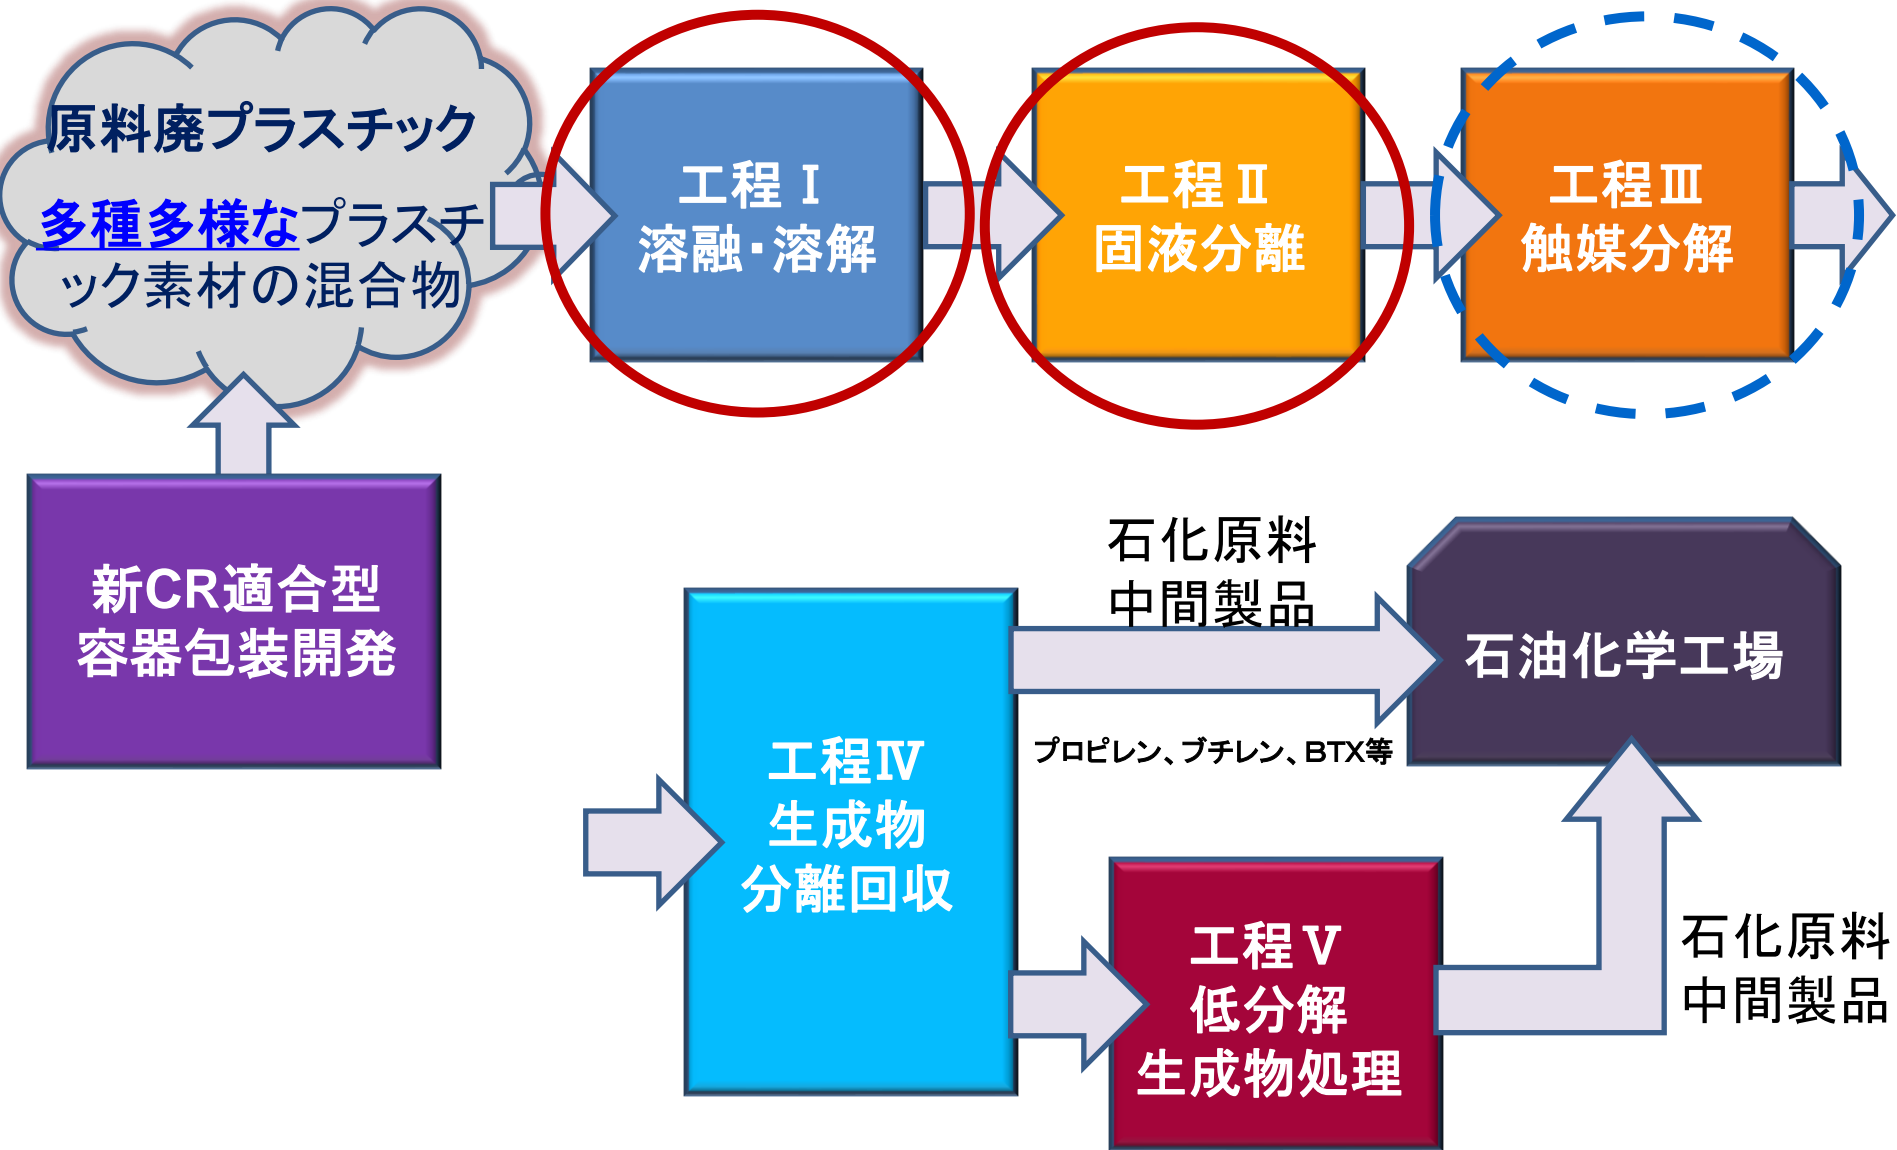 原料廃プラスチック
多種多様なプラスチ
ック素材の混合物
工程Ⅰ
溶融・溶解
工程Ⅱ
固液分離
工程Ⅲ
触媒分解
新CR適合型
容器包装開発
工程Ⅳ
生成物
分離回収
石化原料
中間製品
プロピレン、ブチレン、BTX等
石油化学工場
工程Ⅴ
低分解
生成物処理
石化原料
中間製品